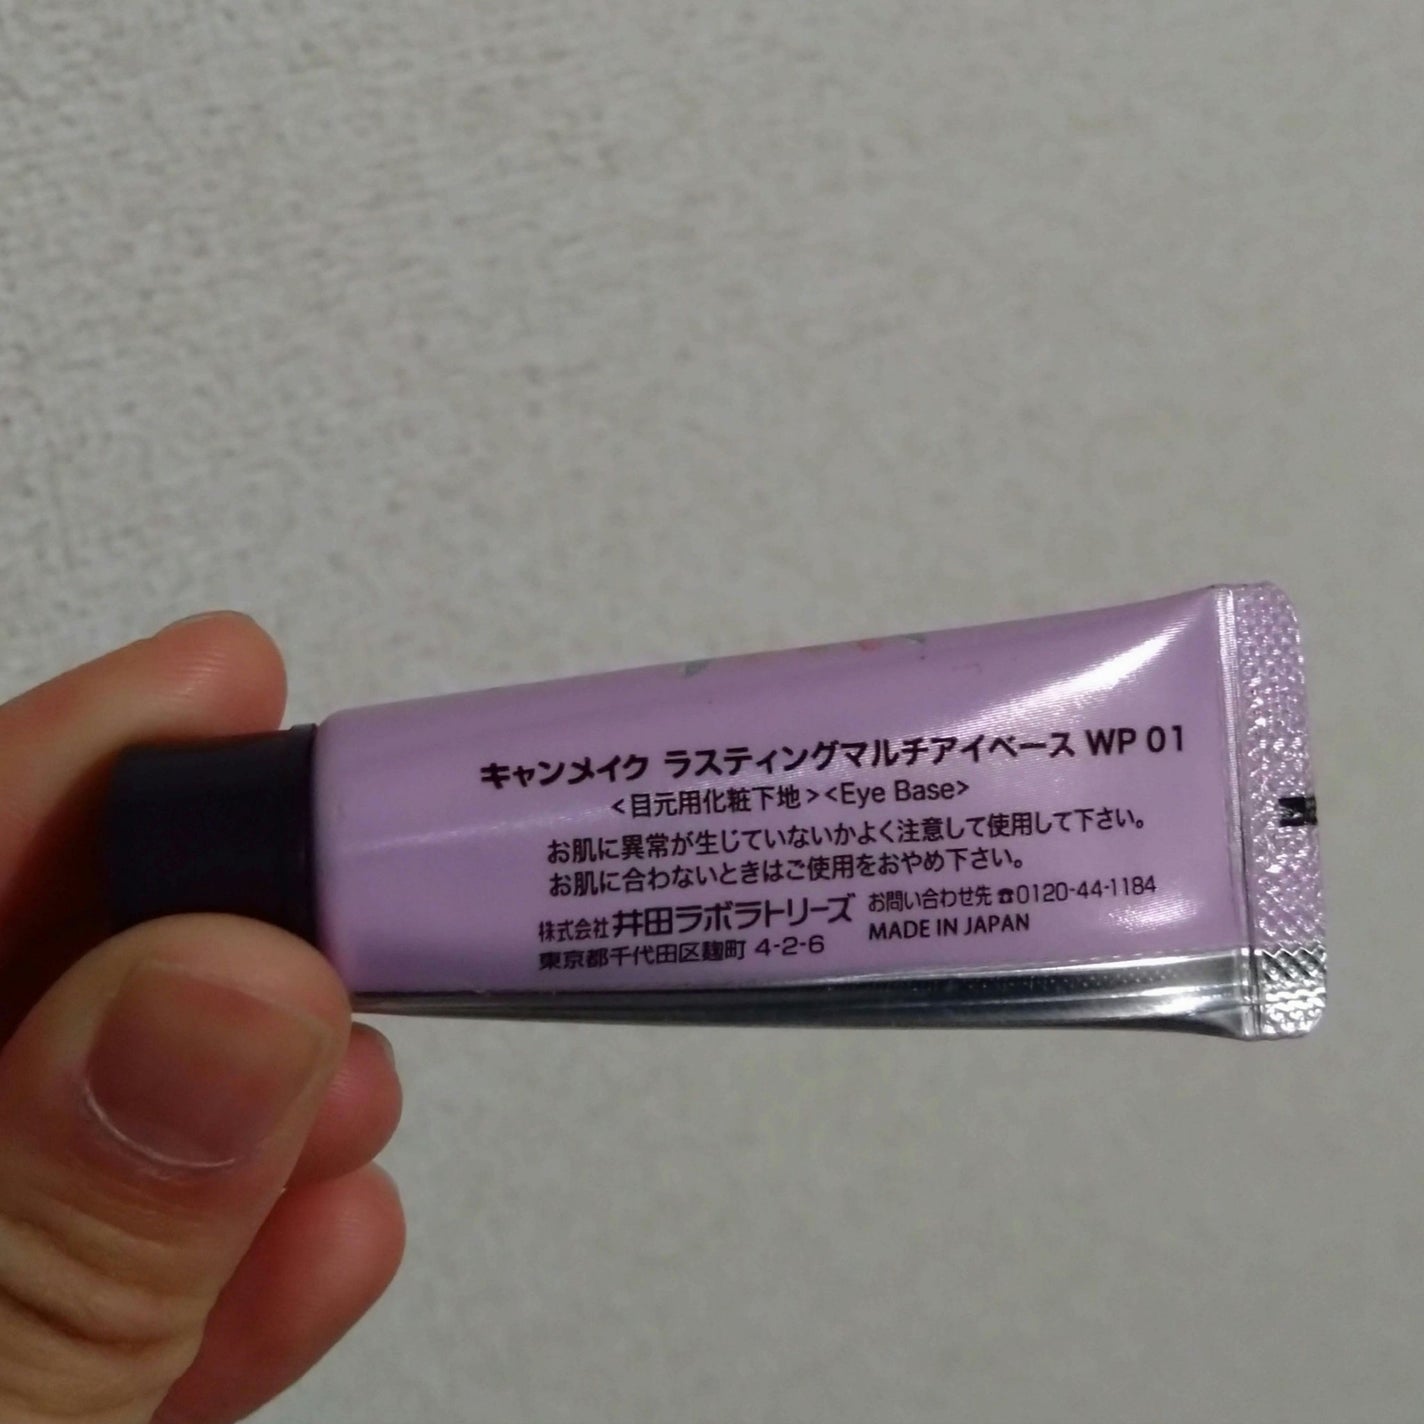 キャンメイク ラスティングマルチアイベース WP 01
<目元用化粧下地><Eye Base>
お肌に異常が生じていないかよく注意して使用して下さい。
お肌に合わないときはご使用をおやめ下さい。
株式会社 井田ラボラトリーズ
東京都千代田区麹町 4-2-6
お問い合わせ先 ☎0120-44-1184
MADE IN JAPAN